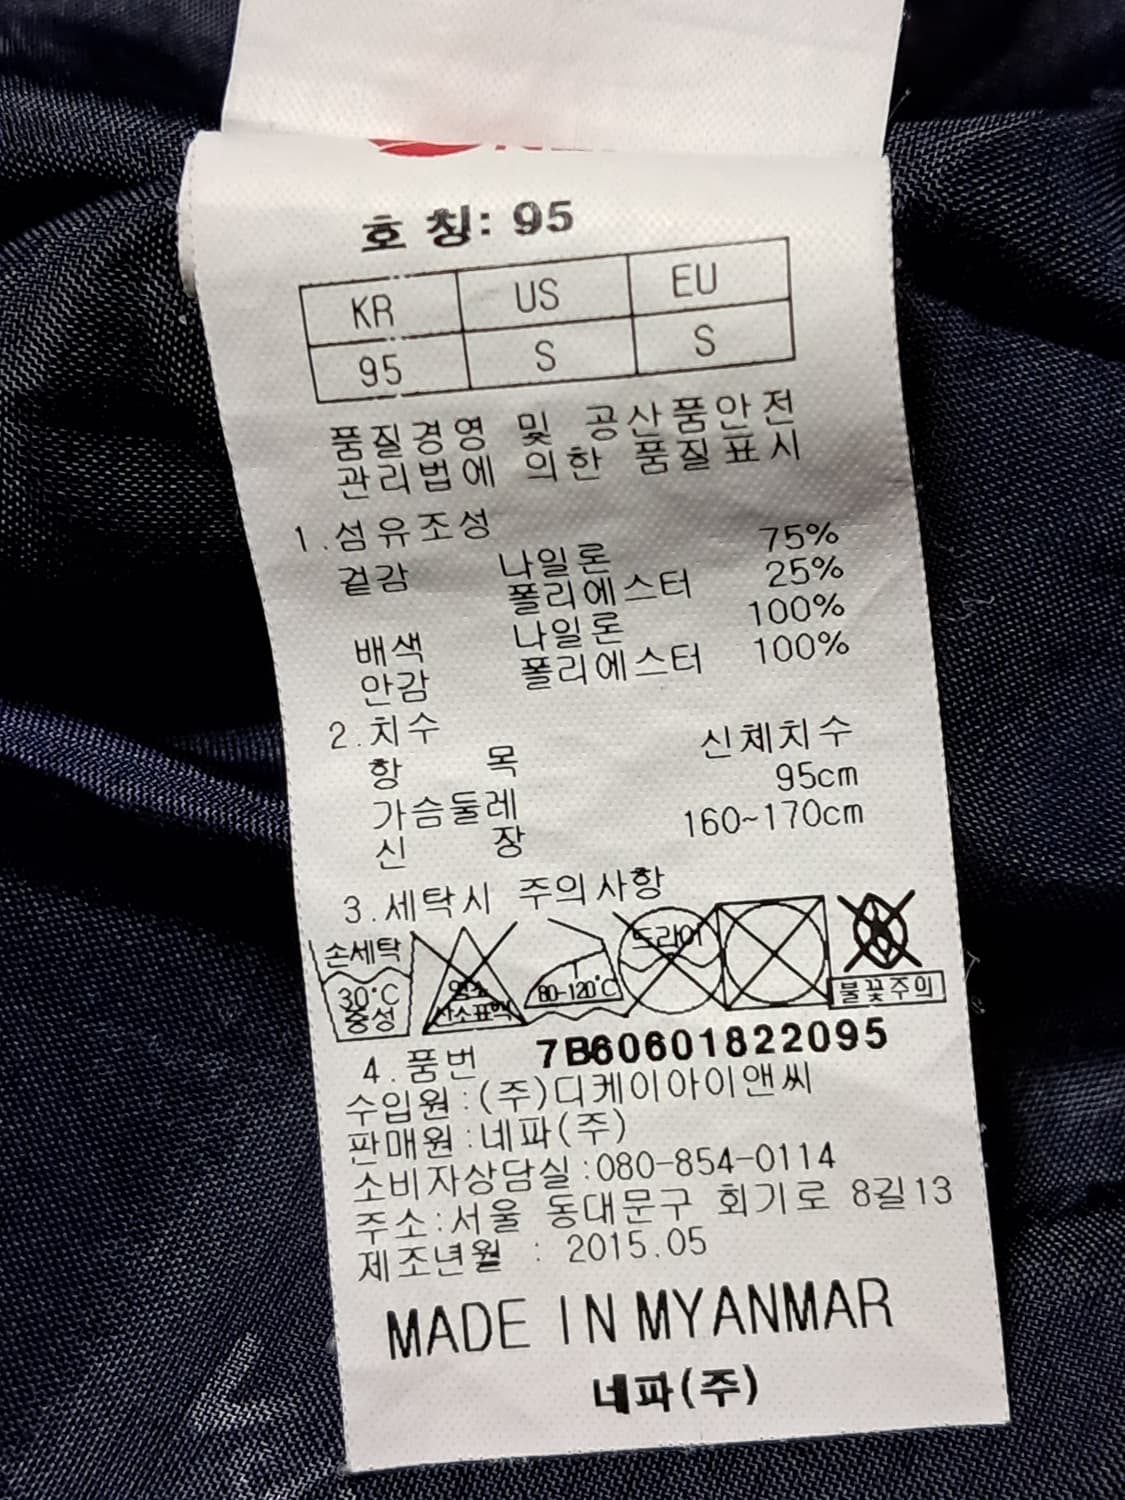 호 칭: 95
KR US EU
95 S S
품질경영 및 공산품안전
관리법에 의한 품질표시
1.섬유조성
겉감 나일론 75%
폴리에스터 25%
배색 나일론 100%
안감 폴리에스터 100%
2.치수
항 목 신체치수
가슴둘레 95cm
신 장 160~170cm
3.세탁시 주의사항
손세탁
30°C
중성
염소
산소표백
80-120°C
드라이
불꽃주의
4.품번 7B60601822095
수입원:(주)디케이아이앤씨
판매원:네파(주)
소비자상담실:080-854-0114
주소:서울 동대문구 회기로 8길13
제조년월 : 2015.05
MADE IN MYANMAR
네파(주)